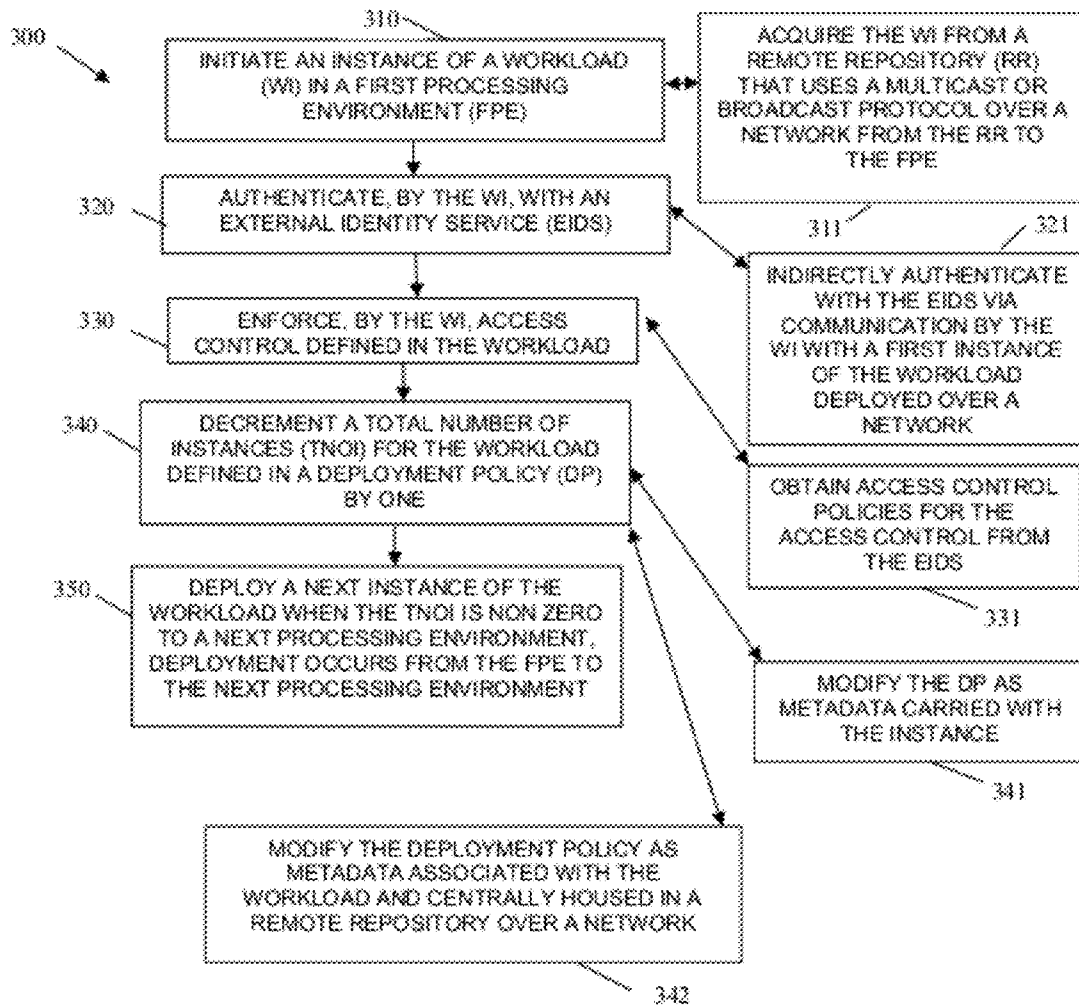 300
310
INITIATE AN INSTANCE OF A WORKLOAD
(WI) IN A FIRST PROCESSING
ENVIRONMENT (FPE)
ACQUIRE THE WI FROM A
REMOTE REPOSITORY (RR)
THAT USES A MULTICAST OR
BROADCAST PROTOCOL OVER A
NETWORK FROM THE RR TO
THE FPE
311
320
AUTHENTICATE, BY THE WI, WITH AN
EXTERNAL IDENTITY SERVICE (EIDS)
321
INDIRECTLY AUTHENTICATE
WITH THE EIDS VIA
COMMUNICATION BY THE
WI WITH A FIRST INSTANCE
OF THE WORKLOAD
DEPLOYED OVER A
NETWORK
330
ENFORCE, BY THE WI, ACCESS
CONTROL DEFINED IN THE WORKLOAD
340
DECREMENT A TOTAL NUMBER OF
INSTANCES (TNOI) FOR THE WORKLOAD
DEFINED IN A DEPLOYMENT POLICY (DP)
BY ONE
OBTAIN ACCESS CONTROL
POLICIES FOR THE
ACCESS CONTROL FROM
THE EIDS
331
350
DEPLOY A NEXT INSTANCE OF THE
WORKLOAD WHEN THE TNOI IS NON ZERO
TO A NEXT PROCESSING ENVIRONMENT,
DEPLOYMENT OCCURS FROM THE FPE TO
THE NEXT PROCESSING ENVIRONMENT
MODIFY THE DP AS
METADATA CARRIED WITH
THE INSTANCE
341
MODIFY THE DEPLOYMENT POLICY AS
METADATA ASSOCIATED WITH THE
WORKLOAD AND CENTRALLY HOUSED IN A
REMOTE REPOSITORY OVER A NETWORK
342